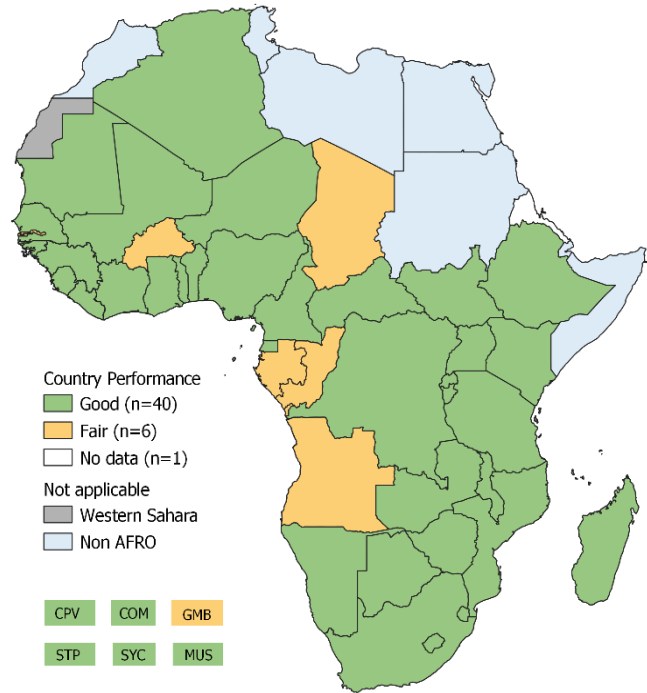 Country Performance
Good (n=40)
Fair (n=6)
No data (n=1)
Not applicable
Western Sahara
Non AFRO
CPV COM GMB
STP SYC MUS